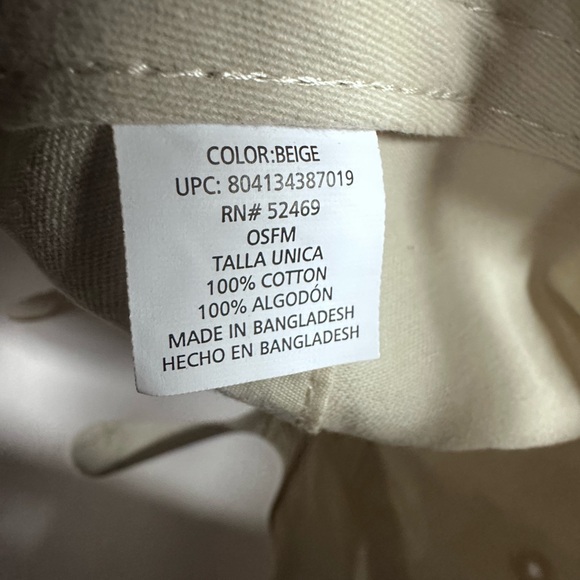 COLOR:BEIGE
UPC: 804134387019
RN# 52469
OSFM
TALLA UNICA
100% COTTON
100% ALGODÓN
MADE IN BANGLADESH
HECHO EN BANGLADESH